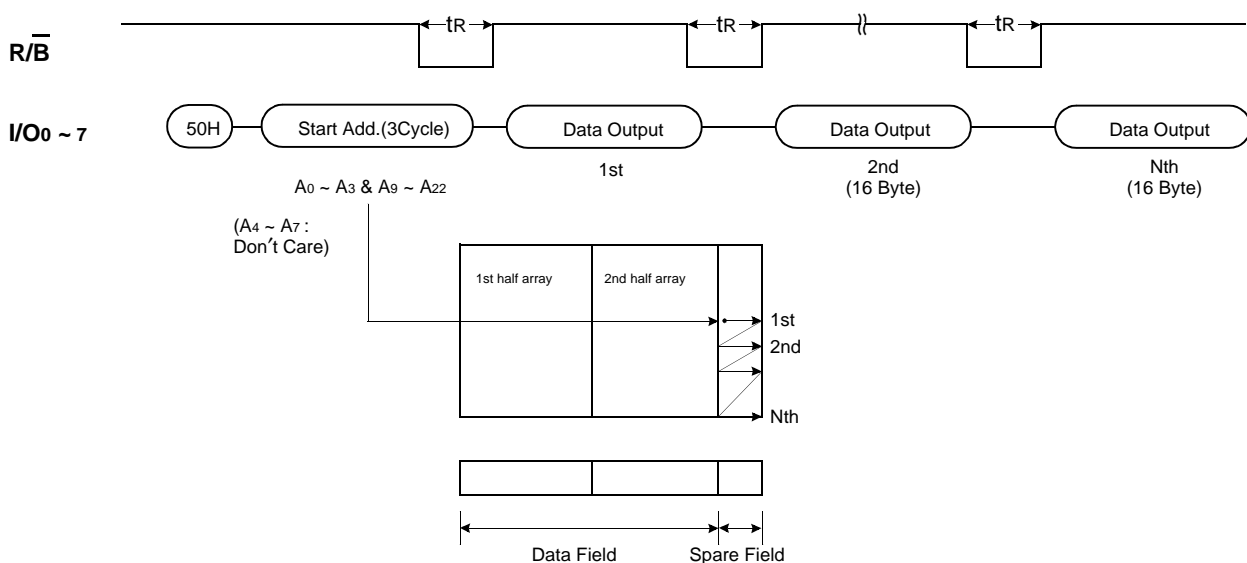 tR tR tR
R/B
I/O0 ~ 7
50H Start Add.(3Cycle) Data Output Data Output Data Output
1st 2nd Nth
(16 Byte) (16 Byte)
A0 ~ A3 & A9 ~ A22
(A4 ~ A7 :
Don′t Care)
1st half array 2nd half array
1st
2nd
Nth
Data Field Spare Field